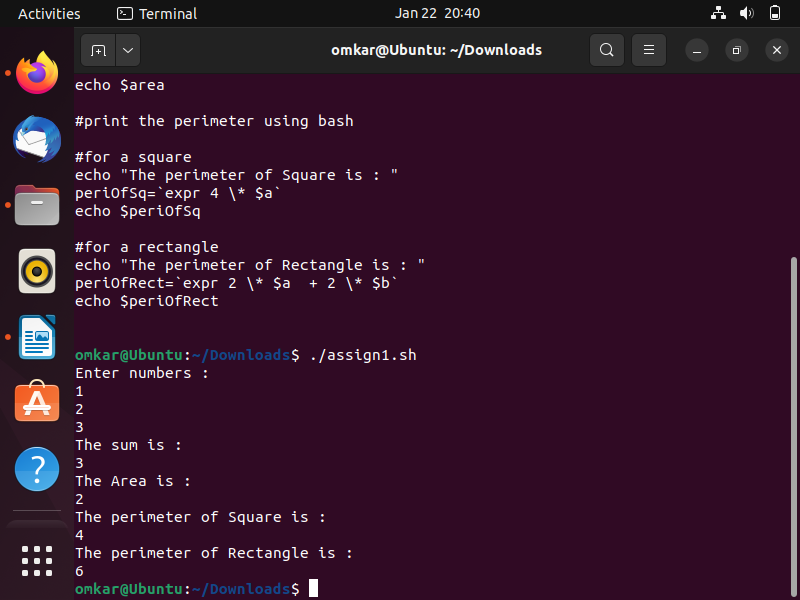 Activities Terminal Jan 22 20:40
omkar@Ubuntu: ~/Downloads
echo $area
#print the perimeter using bash
#for a square
echo "The perimeter of Square is : "
periOfSq=`expr 4 \* $a`
echo $periOfSq
#for a rectangle
echo "The perimeter of Rectangle is : "
periOfRect=`expr 2 \* $a  + 2 \* $b`
echo $periOfRect
omkar@Ubuntu:~/Downloads$ ./assign1.sh
Enter numbers :
1
2
3
The sum is :
3
The Area is :
2
The perimeter of Square is :
4
The perimeter of Rectangle is :
6
omkar@Ubuntu:~/Downloads$